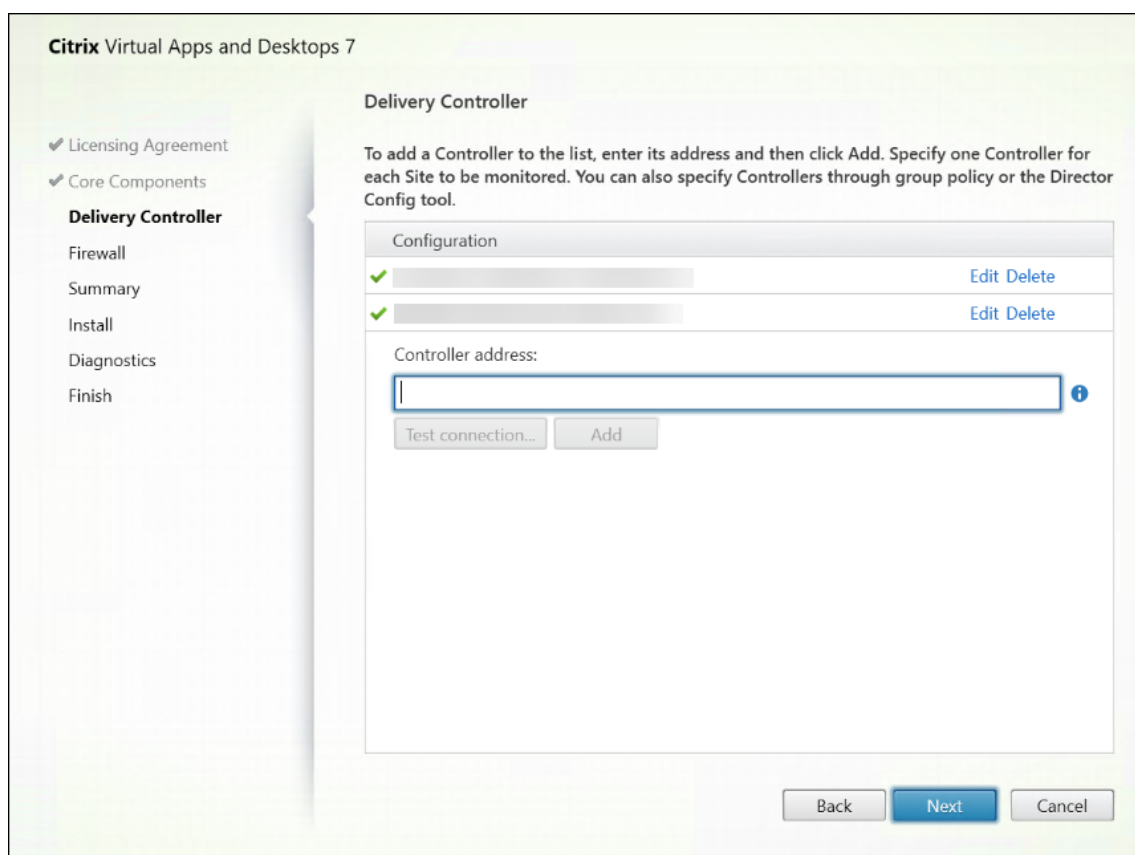 Citrix Virtual Apps and Desktops 7
Licensing Agreement
Core Components
Delivery Controller
Firewall
Summary
Install
Diagnostics
Finish
Delivery Controller
To add a Controller to the list, enter its address and then click Add. Specify one Controller for
each Site to be monitored. You can also specify Controllers through group policy or the Director
Config tool.
Configuration
Edit Delete
Edit Delete
Controller address:
Test connection... Add
Back Next Cancel